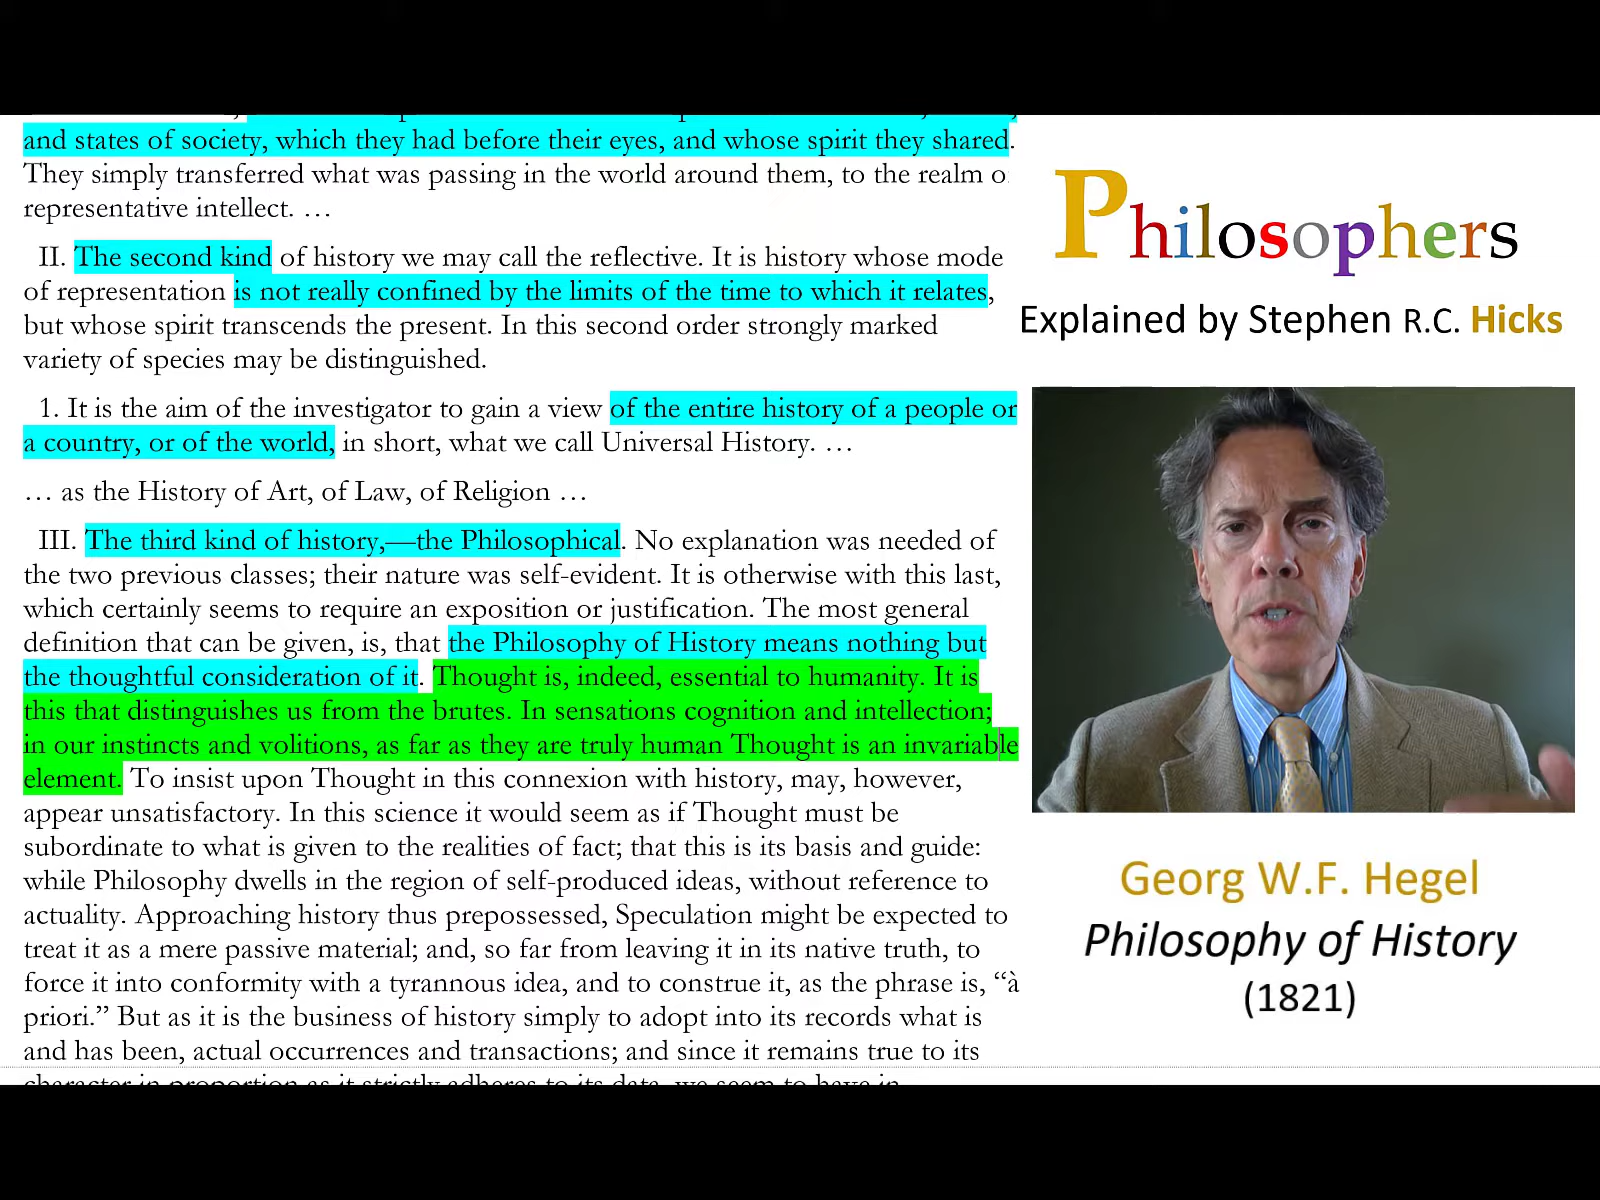 and states of society, which they had before their eyes, and whose spirit they shared.
They simply transferred what was passing in the world around them, to the realm
representative intellect. …
II. The second kind of history we may call the reflective. It is history whose mode
of representation is not really confined by the limits of the time to which it relates,
but whose spirit transcends the present. In this second order strongly marked
variety of species may be distinguished.
1. It is the aim of the investigator to gain a view of the entire history of a people or
a country, or of the world, in short, what we call Universal History. …
… as the History of Art, of Law, of Religion …
III. The third kind of history,—the Philosophical. No explanation was needed of
the two previous classes; their nature was self-evident. It is otherwise with this last,
which certainly seems to require an exposition or justification. The most general
definition that can be given, is, that the Philosophy of History means nothing but
the thoughtful consideration of it. Thought is, indeed, essential to humanity. It is
this that distinguishes us from the brutes. In sensations cognition and intellection;
in our instincts and volitions, as far as they are truly human Thought is an invariable
element. To insist upon Thought in this connexion with history, may, however,
appear unsatisfactory. In this science it would seem as if Thought must be
subordinate to what is given to the realities of fact; that this is its basis and guide:
while Philosophy dwells in the region of self-produced ideas, without reference to
actuality. Approaching history thus prepossessed, Speculation might be expected to
treat it as a mere passive material; and, so far from leaving it in its native truth, to
force it into conformity with a tyrannous idea, and to construe it, as the phrase is, “à
priori.” But as it is the business of history simply to adopt into its records what is
and has been, actual occurrences and transactions; and since it remains true to its
character in proportion as it strictly adheres to its data, we seem to have in
Philosophers
Explained by Stephen R.C. Hicks
Georg W.F. Hegel
Philosophy of History
(1821)